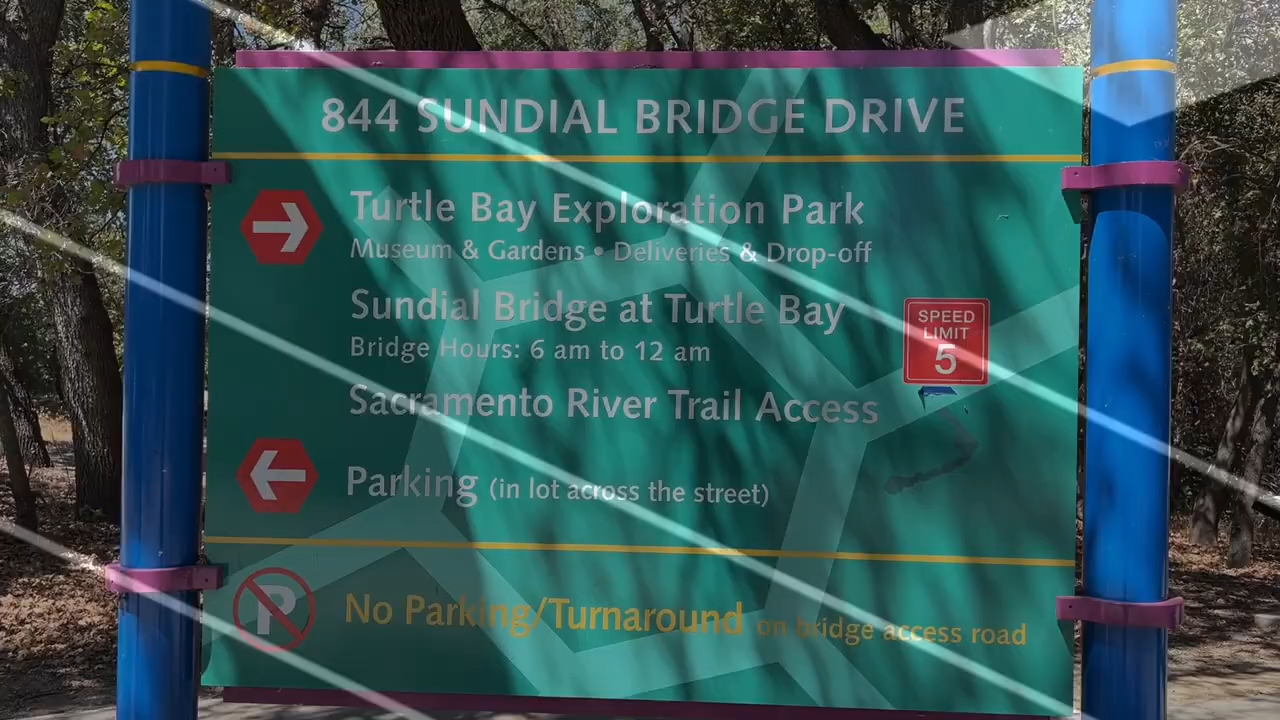 844 SUNDIAL BRIDGE DRIVE
Turtle Bay Exploration Park
Museum & Gardens • Deliveries & Drop-off
Sundial Bridge at Turtle Bay
Bridge Hours: 6 am to 12 am
SPEED
LIMIT
5
Sacramento River Trail Access
Parking (in lot across the street)
P
No Parking/Turnaround on bridge access road